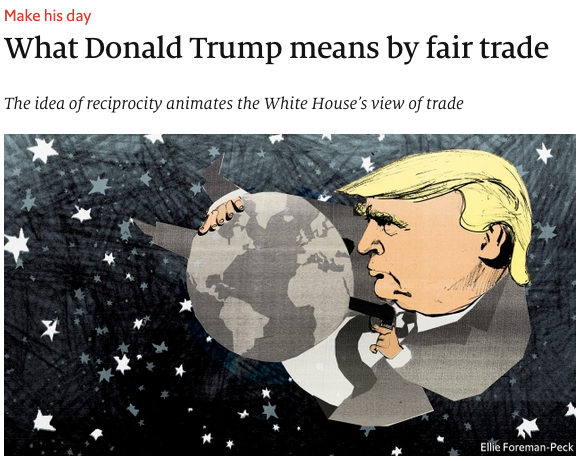 Make his day
What Donald Trump means by fair trade
The idea of reciprocity animates the White House's view of trade
Ellie Foreman-Peck